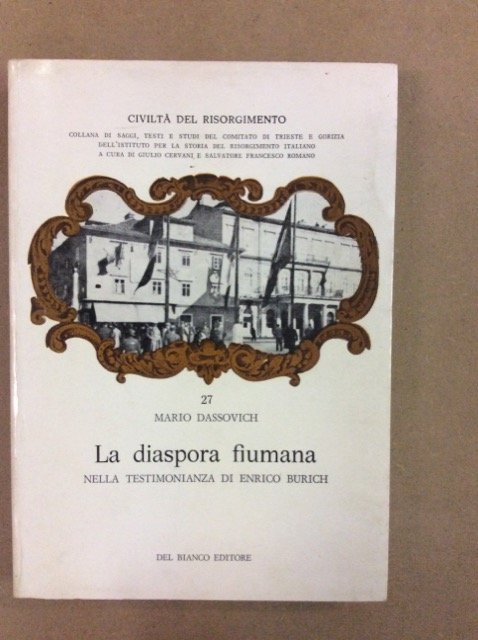 CIVILTÀ DEL RISORGIMENTO
COLLANA DI SAGGI, TESTI E STUDI DEL COMITATO DI TRIESTE E GORIZIA
DELL'ISTITUTO PER LA STORIA DEL RISORGIMENTO ITALIANO
A CURA DI GIULIO CERVANI E SALVATORE FRANCESCO ROMANO
27
MARIO DASSOVICH
La diaspora fiumana
NELLA TESTIMONIANZA DI ENRICO BURICH
DEL BIANCO EDITORE